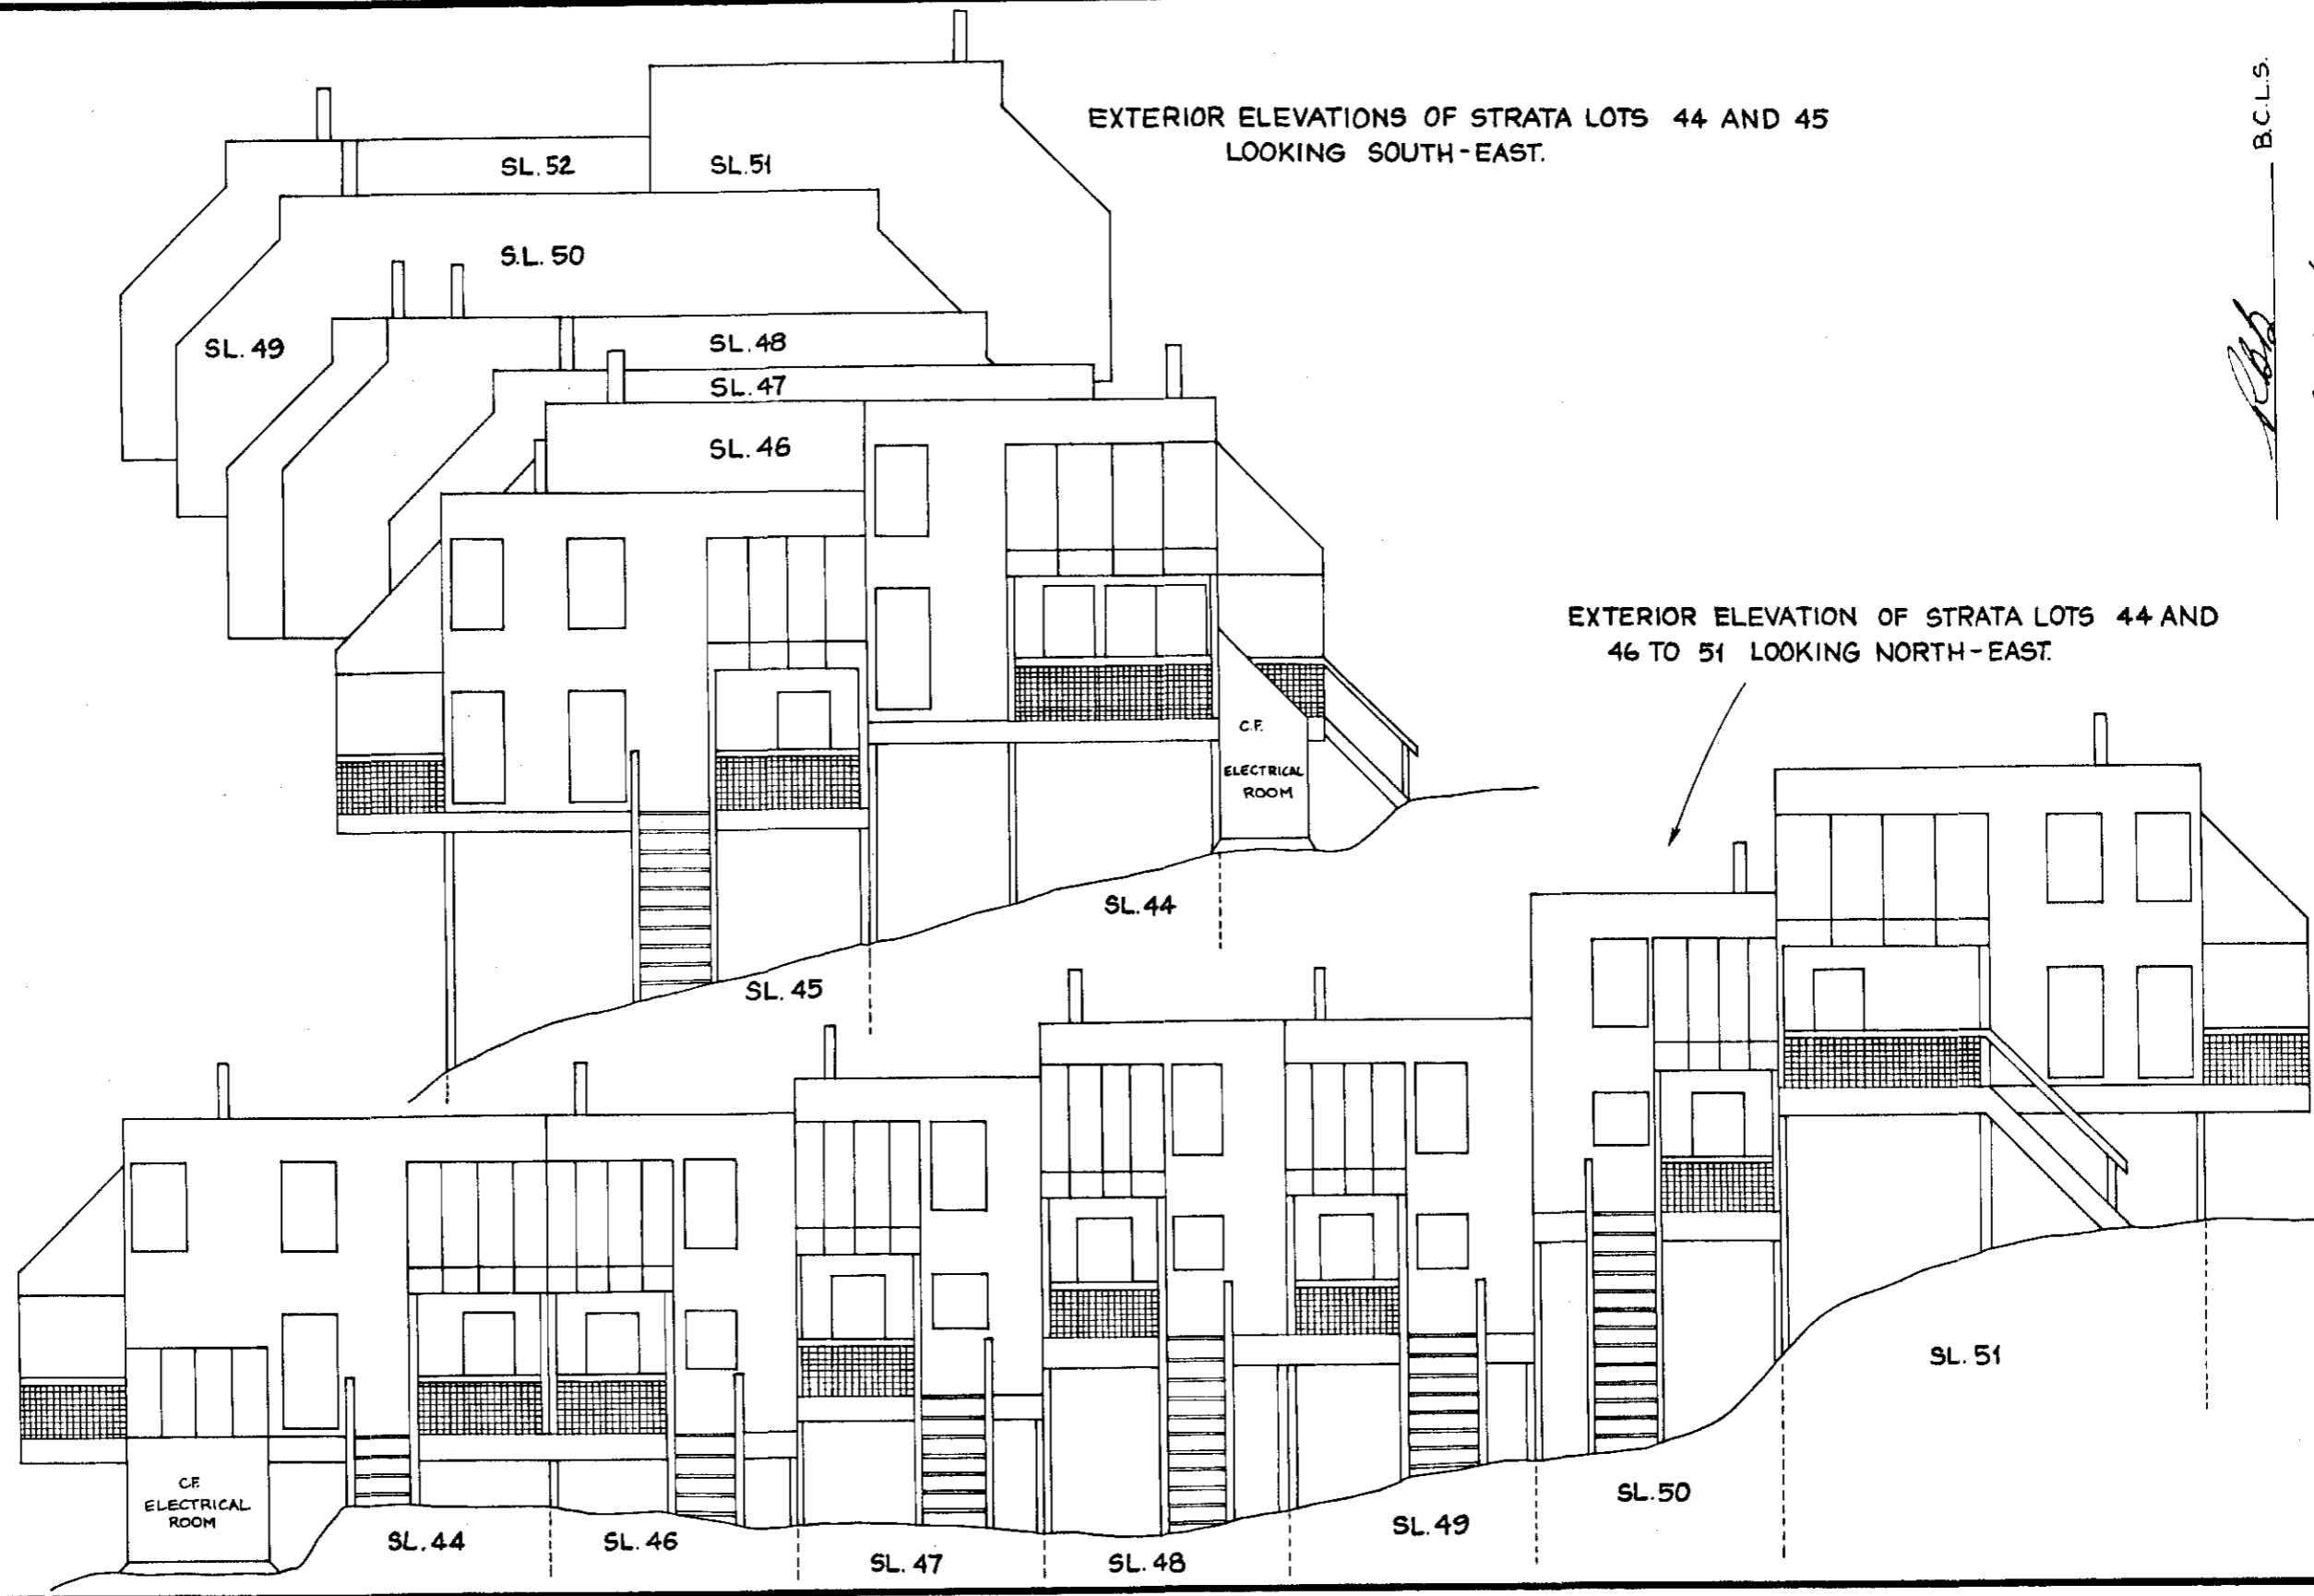 EXTERIOR ELEVATIONS OF STRATA LOTS 44 AND 45
LOOKING SOUTH-EAST.
B.C.L.S.
SL. 52
SL. 51
S.L. 50
SL. 49
SL. 48
SL. 47
SL. 46
C.F.
ELECTRICAL
ROOM
SL. 44
SL. 45
EXTERIOR ELEVATION OF STRATA LOTS 44 AND
46 TO 51 LOOKING NORTH-EAST.
C.F.
ELECTRICAL
ROOM
SL. 44
SL. 46
SL. 47
SL. 48
SL. 49
SL. 50
SL. 51